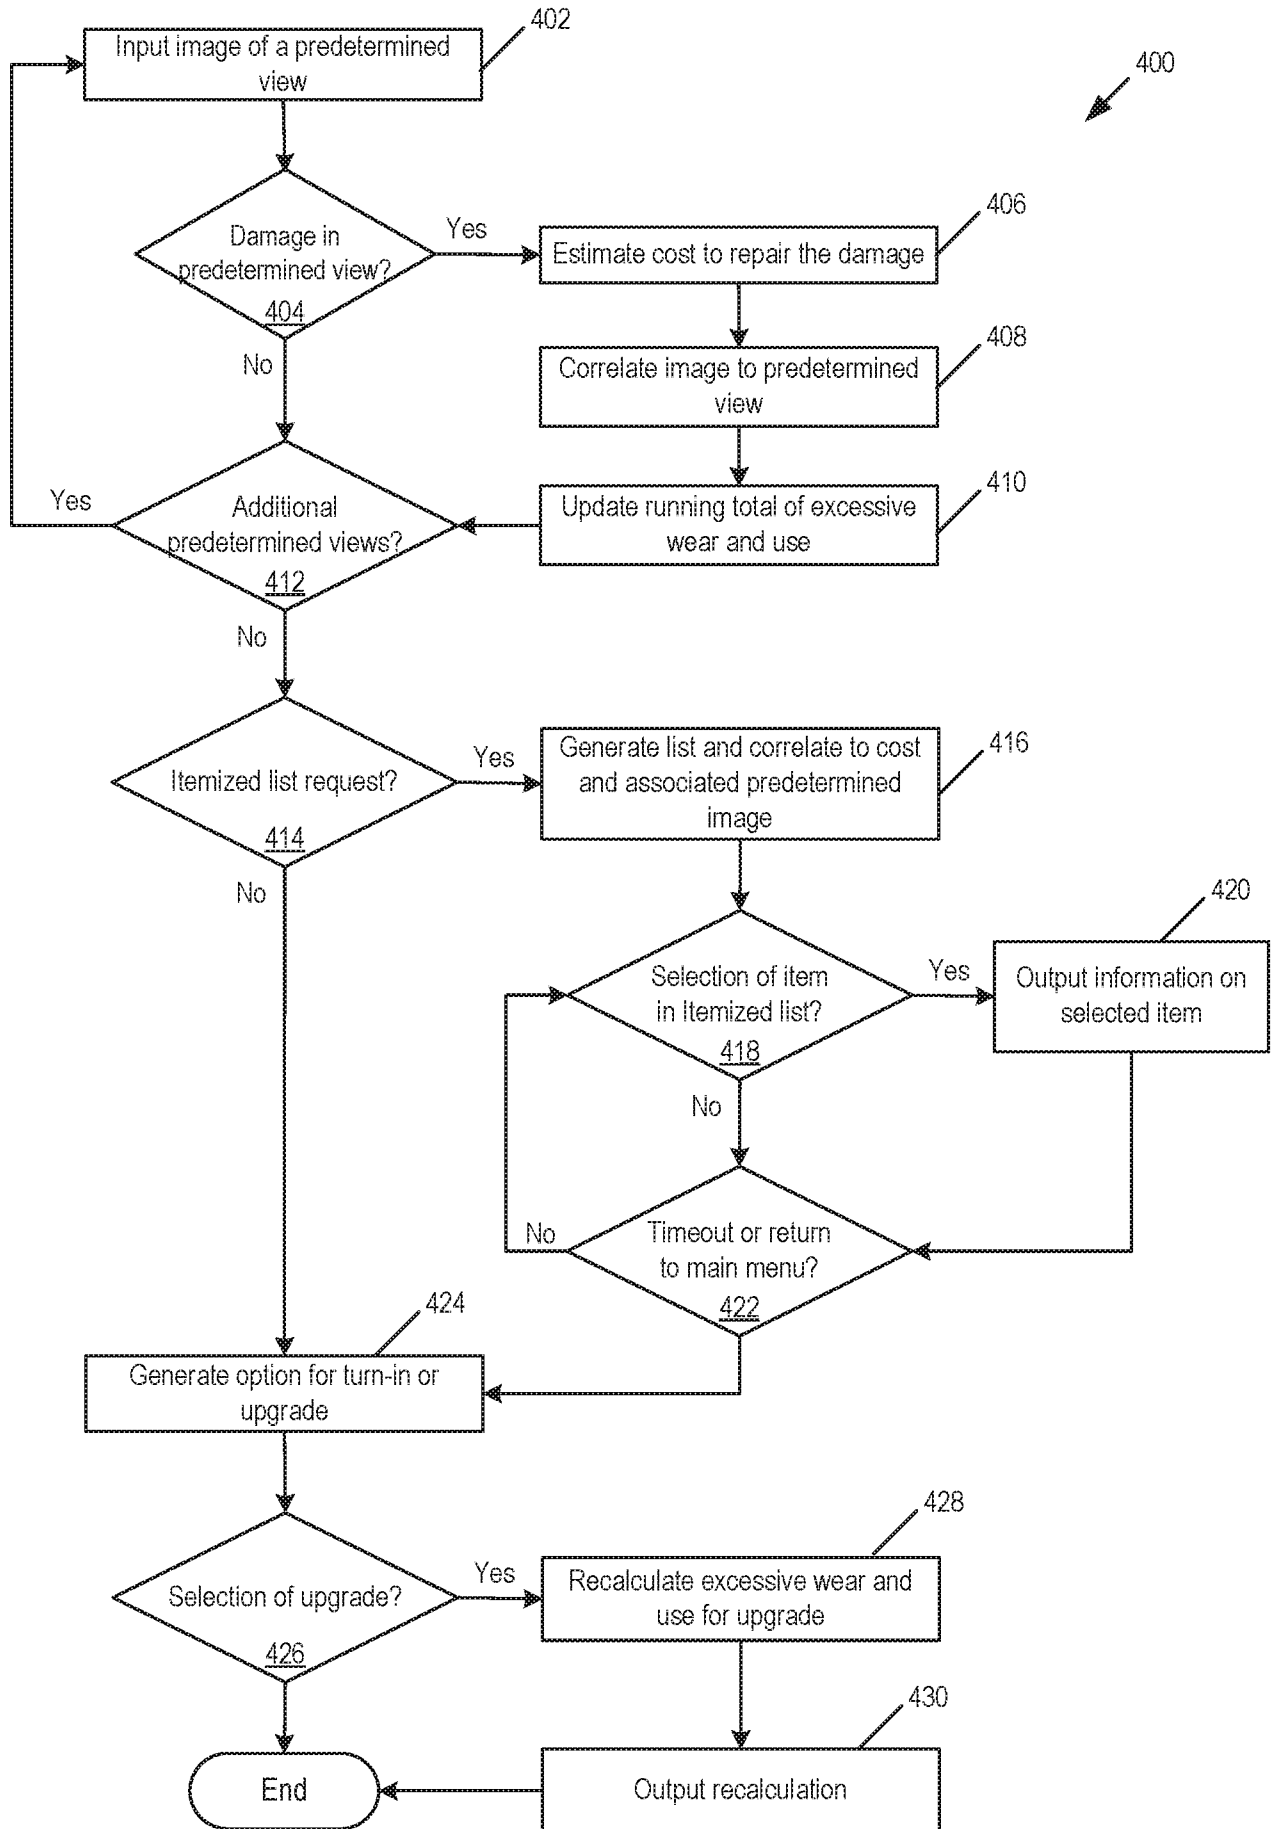 402
Input image of a predetermined
view
400
Damage in
predetermined view?
404
Yes
No
406
Estimate cost to repair the damage
408
Correlate image to predetermined
view
410
Update running total of excessive
wear and use
Additional
predetermined views?
412
Yes
No
Itemized list request?
414
Yes
No
416
Generate list and correlate to cost
and associated predetermined
image
Selection of item
in Itemized list?
418
Yes
No
420
Output information on
selected item
Timeout or return
to main menu?
422
No
424
Generate option for turn-in or
upgrade
Selection of upgrade?
426
Yes
428
Recalculate excessive wear and
use for upgrade
430
Output recalculation
End